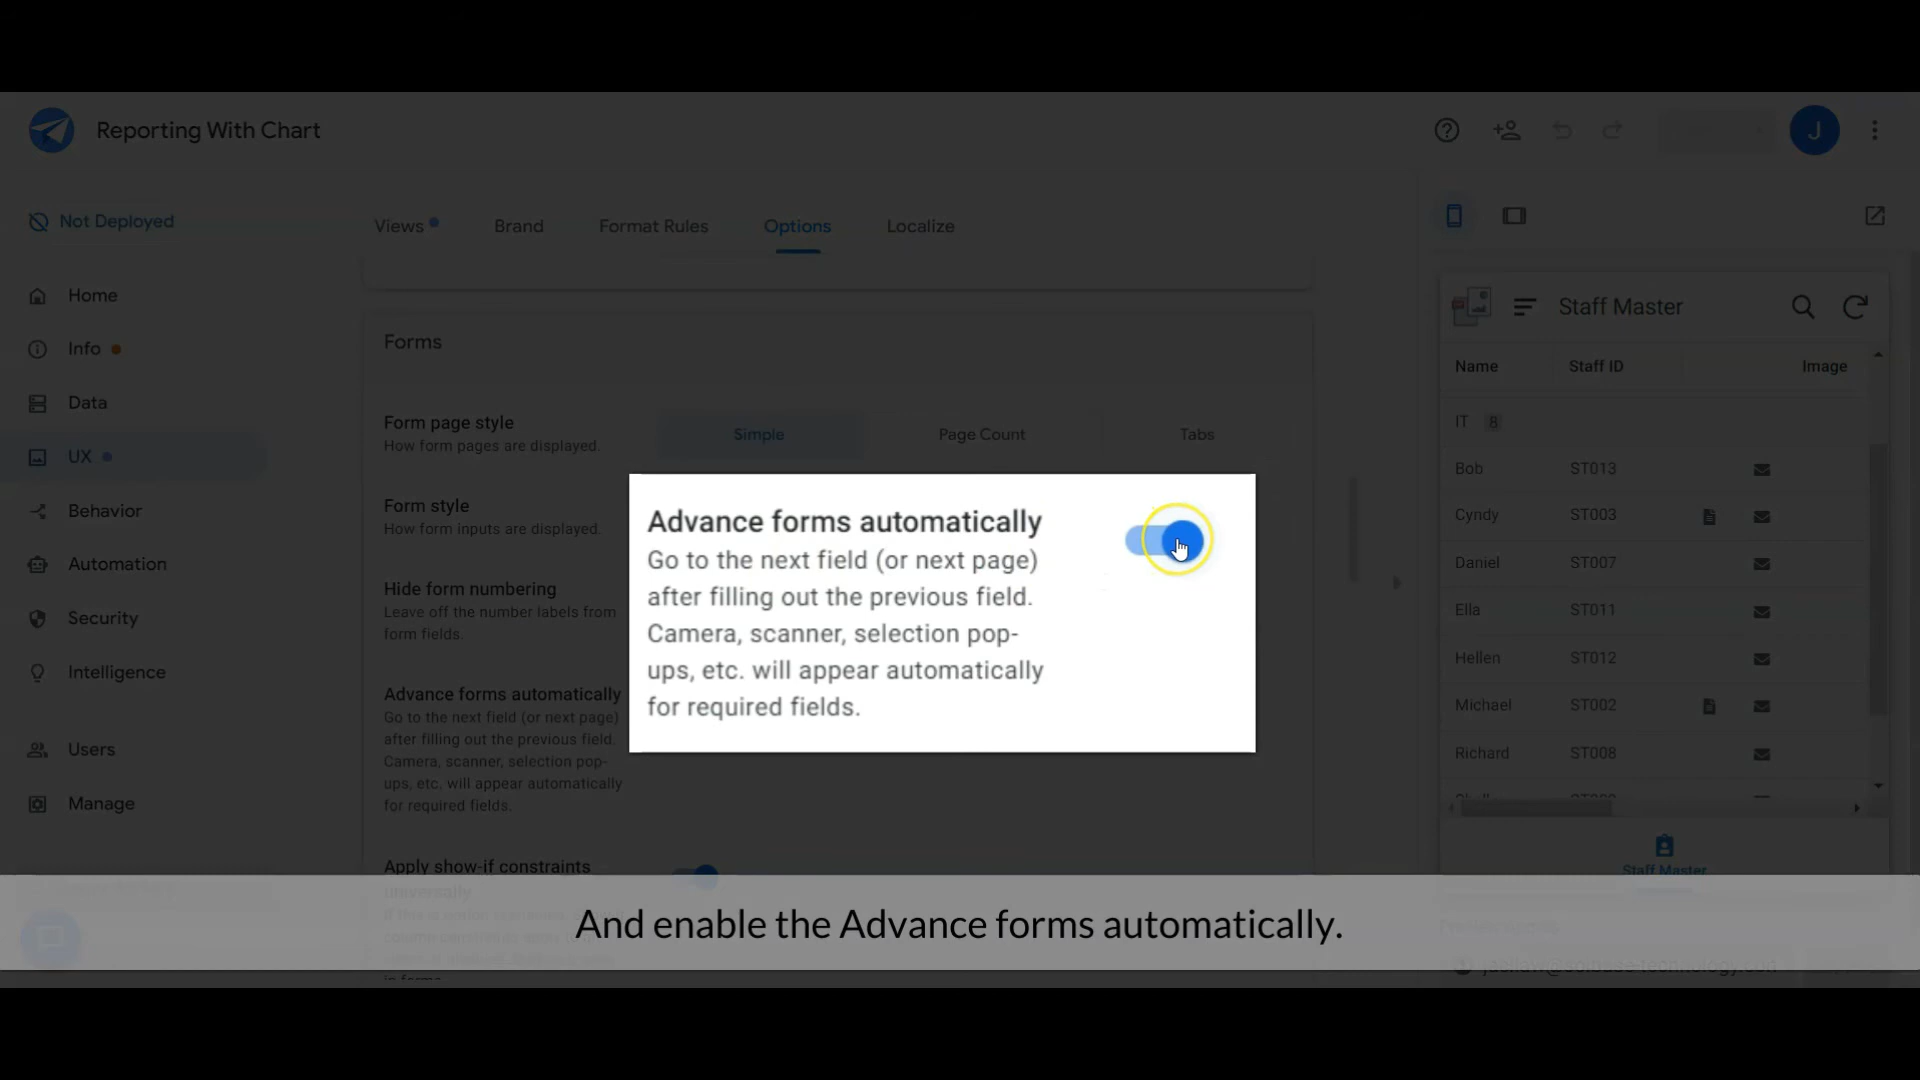 Reporting With Chart
J
Not Deployed
Views
Brand
Format Rules
Options
Localize
Home
Info
Data
UX
Behavior
Automation
Security
Intelligence
Users
Manage
Forms
Form page style
How form pages are displayed.
Simple
Page Count
Tabs
Form style
How form inputs are displayed.
Hide form numbering
Leave off the number labels from
form fields.
Advance forms automatically
Go to the next field (or next page)
after filling out the previous field.
Camera, scanner, selection pop-
ups, etc. will appear automatically
for required fields.
Apply show-if constraints
universally
Advance forms automatically
Go to the next field (or next page)
after filling out the previous field.
Camera, scanner, selection pop-
ups, etc. will appear automatically
for required fields.
Staff Master
Name Staff ID Image
IT 8
Bob ST013
Cyndy ST003
Daniel ST007
Ella ST011
Hellen ST012
Michael ST002
Richard ST008
Staff Master
And enable the Advance forms automatically.